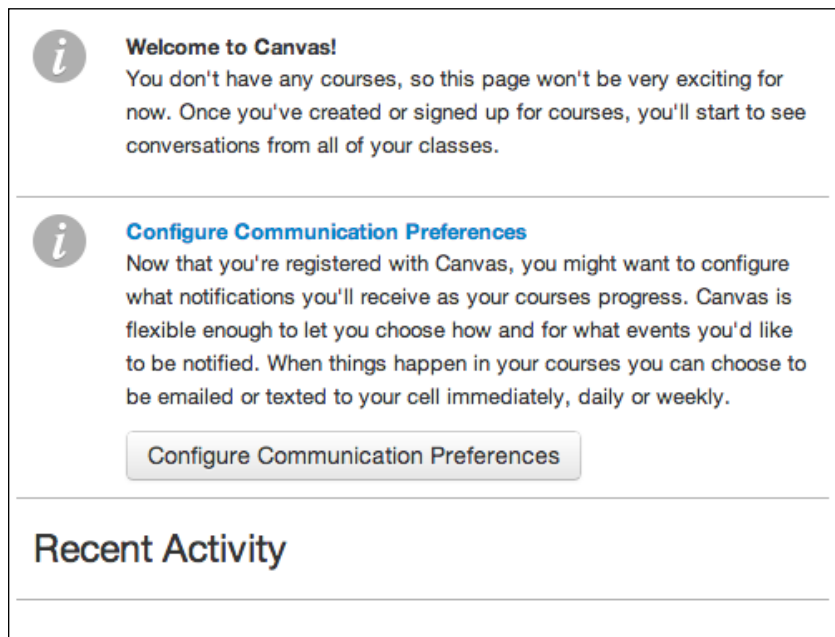 Welcome to Canvas!
You don't have any courses, so this page won't be very exciting for
now. Once you've created or signed up for courses, you'll start to see
conversations from all of your classes.
Configure Communication Preferences
Now that you're registered with Canvas, you might want to configure
what notifications you'll receive as your courses progress. Canvas is
flexible enough to let you choose how and for what events you'd like
to be notified. When things happen in your courses you can choose to
be emailed or texted to your cell immediately, daily or weekly.
Configure Communication Preferences
Recent Activity